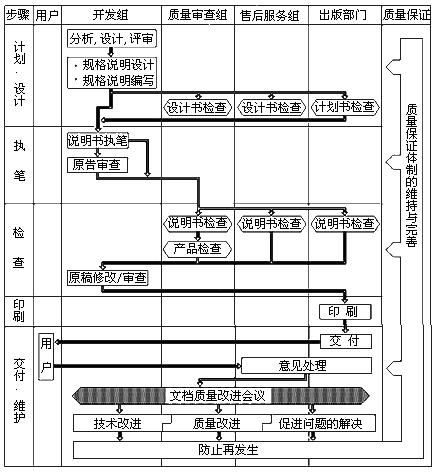 步骤 用户 开发组 质量审查组 售后服务组 出版部门 质量保证
计划·设计
分析,设计,评审
·规格说明设计
·规格说明编写
设计书检查 设计书检查 计划书检查
执笔
说明书执笔
原告审查
检查
说明书检查 说明书检查 说明书检查
产品检查
原稿修改/审查
印刷
印 刷
交付·维护
交 付
用户
意见处理
文档质量改进会议
技术改进 质量改进 促进问题的解决
防止再发生
质量保证体制的维持与完善